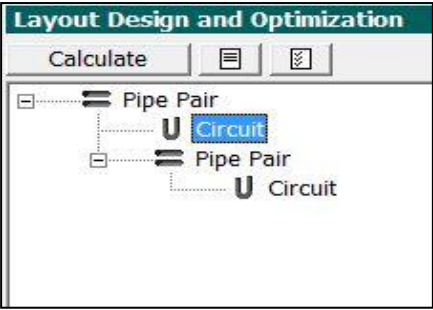 Layout Design and Optimization
Calculate
Pipe Pair
Circuit
Pipe Pair
Circuit